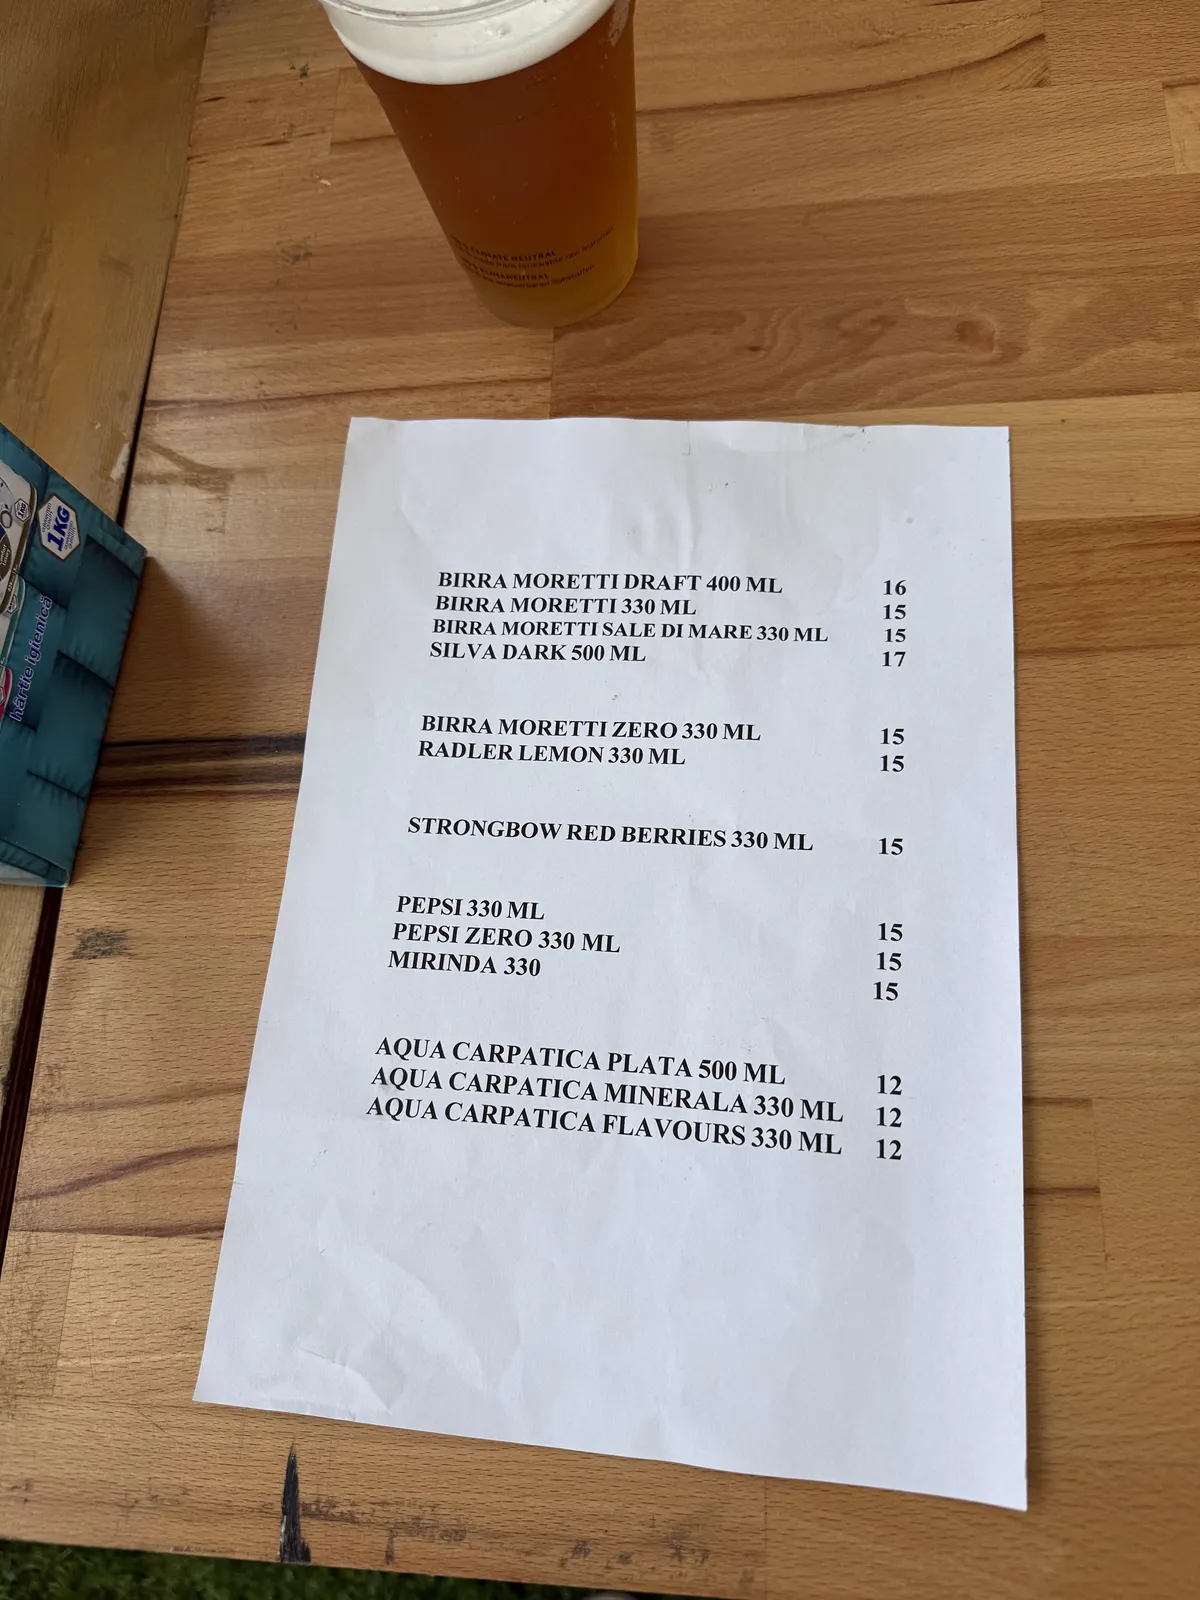 CLIMATE NEUTRAL
KLIMANEUTRAL
1KG
hârtie igienică
BIRRA MORETTI DRAFT 400 ML 16
BIRRA MORETTI 330 ML 15
BIRRA MORETTI SALE DI MARE 330 ML 15
SILVA DARK 500 ML 17
BIRRA MORETTI ZERO 330 ML 15
RADLER LEMON 330 ML 15
STRONGBOW RED BERRIES 330 ML 15
PEPSI 330 ML 15
PEPSI ZERO 330 ML 15
MIRINDA 330 15
AQUA CARPATICA PLATA 500 ML 12
AQUA CARPATICA MINERALA 330 ML 12
AQUA CARPATICA FLAVOURS 330 ML 12